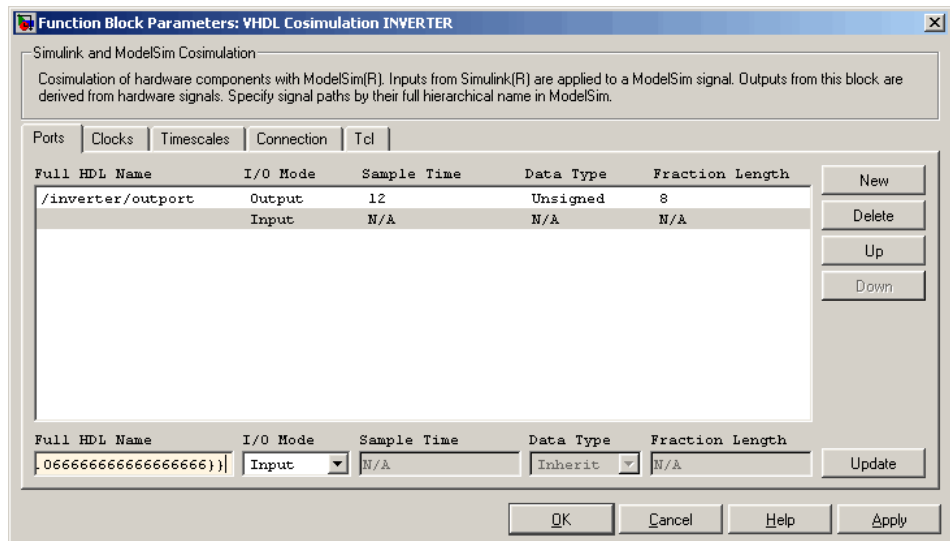 Function Block Parameters: VHDL Cosimulation INVERTER
Simulink and ModelSim Cosimulation
Cosimulation of hardware components with ModelSim(R). Inputs from Simulink(R) are applied to a ModelSim signal. Outputs from this block are
derived from hardware signals. Specify signal paths by their full hierarchical name in ModelSim.
Ports Clocks Timescales Connection Tcl
Full HDL Name I/O Mode Sample Time Data Type Fraction Length
/inverter/outport Output 12 Unsigned 8
Input N/A N/A N/A
New
Delete
Up
Down
Full HDL Name I/O Mode Sample Time Data Type Fraction Length
Input N/A Inherit N/A Update
OK Cancel Help Apply